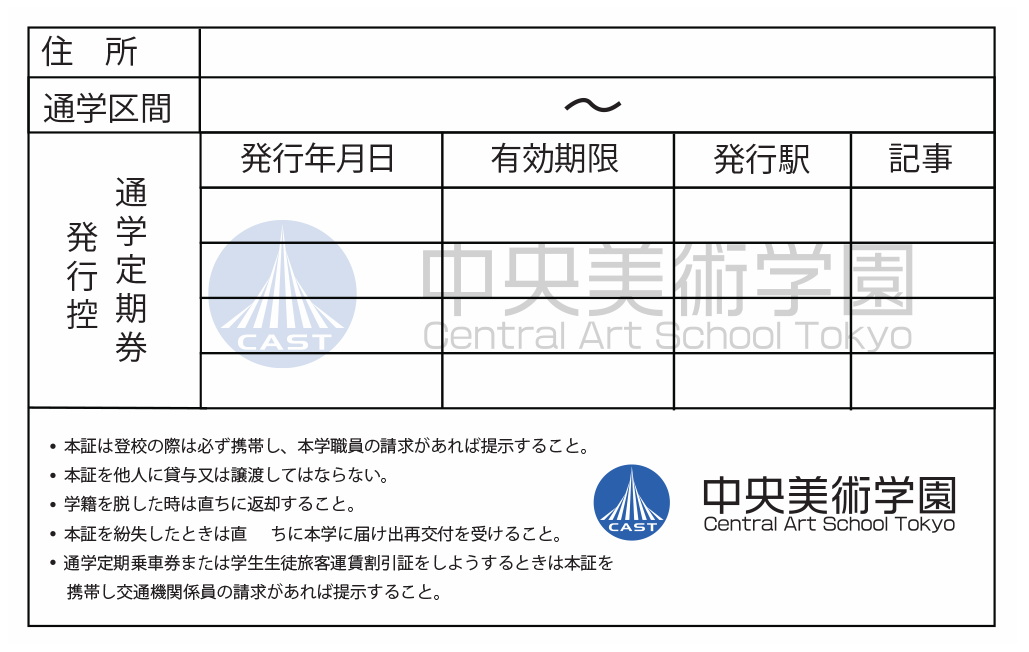 住　所
通学区間　〜
発行年月日　有効期限　発行駅　記事
通学定期券
発行控
CAST
中央美術学園
Central Art School Tokyo
・本証は登校の際は必ず携帯し、本学職員の請求があれば提示すること。
・本証を他人に貸与又は譲渡してはならない。
・学籍を脱した時は直ちに返却すること。
・本証を紛失したときは直　ちに本学に届け出再交付を受けること。
・通学定期乗車券または学生生徒旅客運賃割引証をしようするときは本証を
携帯し交通機関係員の請求があれば提示すること。
CAST
中央美術学園
Central Art School Tokyo